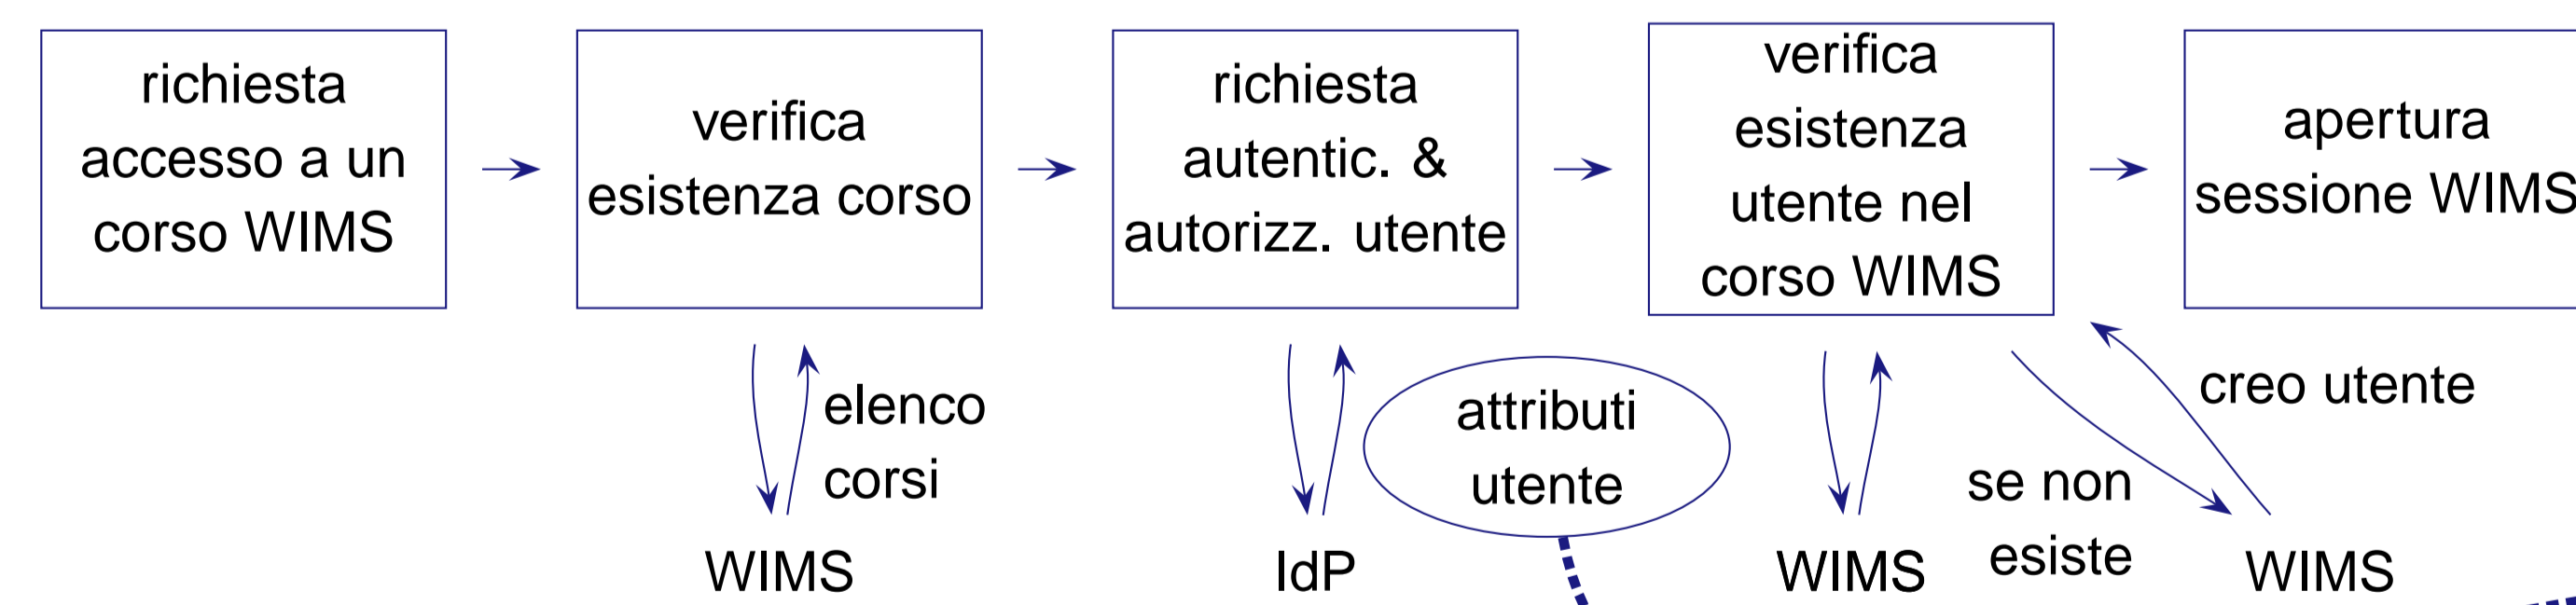 richiesta
accesso a un
corso WIMS
verifica
esistenza corso
richiesta
autentic. &
autorizz. utente
verifica
esistenza
utente nel
corso WIMS
apertura
sessione WIMS
elenco
corsi
WIMS
IdP
attributi
utente
WIMS
se non
esiste
creo utente
WIMS